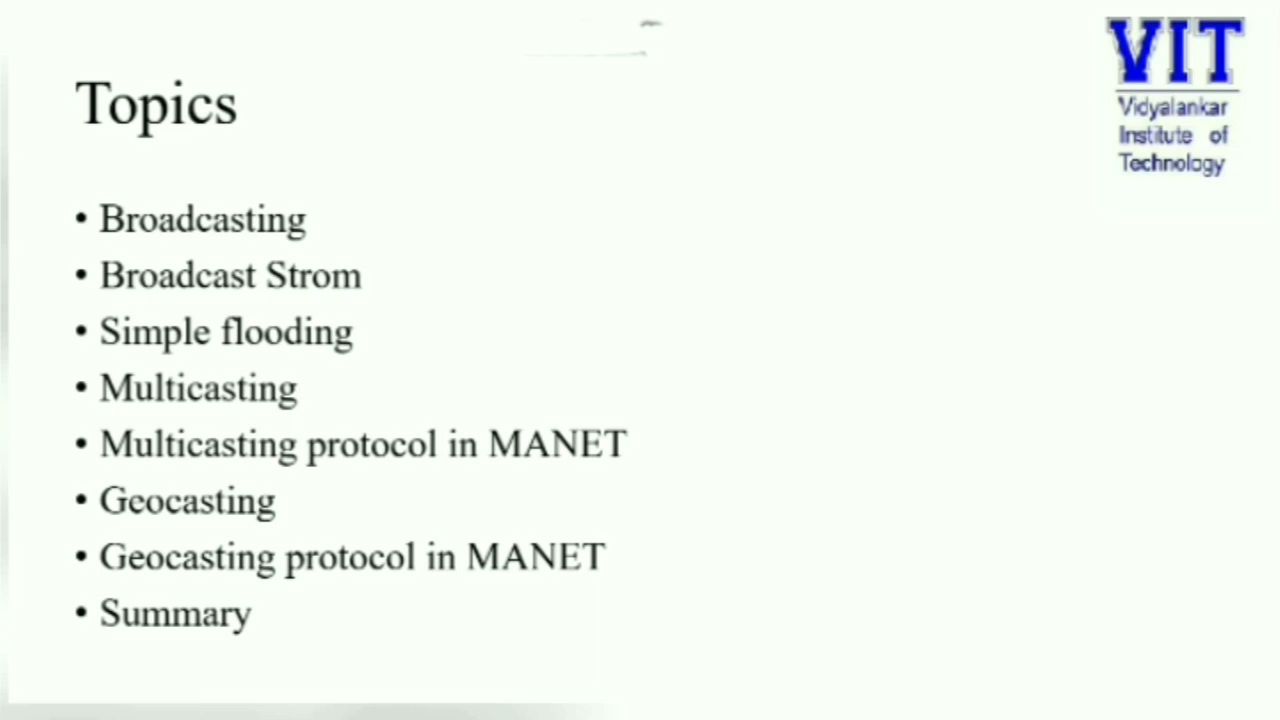 VIT
Vidyalankar
Institute of
Technology
Topics
• Broadcasting
• Broadcast Strom
• Simple flooding
• Multicasting
• Multicasting protocol in MANET
• Geocasting
• Geocasting protocol in MANET
• Summary